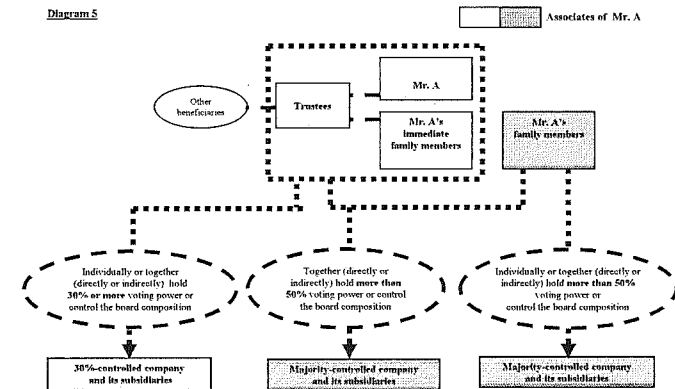 Diagram 5
Associates of Mr. A
Other
beneficiaries
Trustees
Mr. A
Mr. A's
immediate
family members
Mr. A's
family members
Individually or together
(directly or indirectly) hold
30% or more voting power or
control the board composition
Together (directly or
indirectly) hold more than
50% voting power or control
the board composition
Individually or together (directly or
indirectly) hold more than 50%
voting power or
control the board composition
30%-controlled company
and its subsidiaries
Majority-controlled company
and its subsidiaries
Majority-controlled company
and its subsidiaries